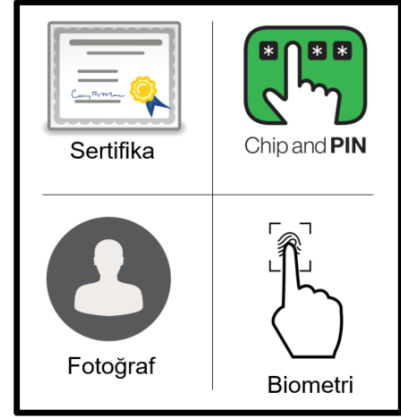 Sertifika
* * *
Chip and PIN
Fotoğraf
Biometri